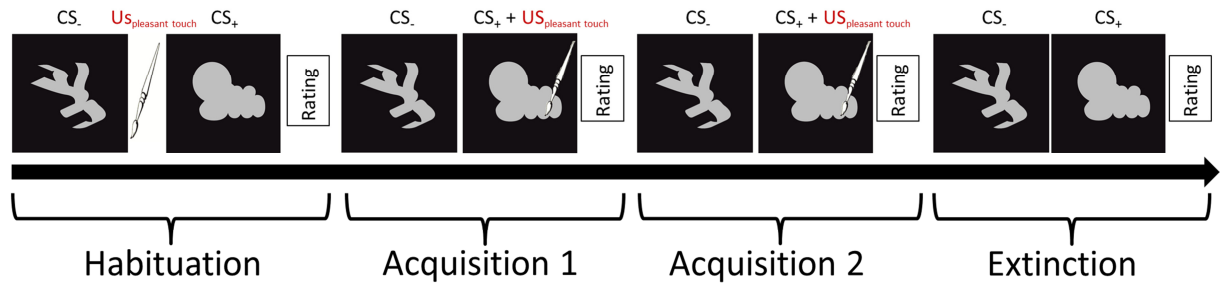 CS- Uspleasant touch CS+
CS- CS+ + USpleasant touch
CS- CS+ + USpleasant touch
CS- CS+
Rating
Rating
Rating
Rating
Habituation
Acquisition 1
Acquisition 2
Extinction